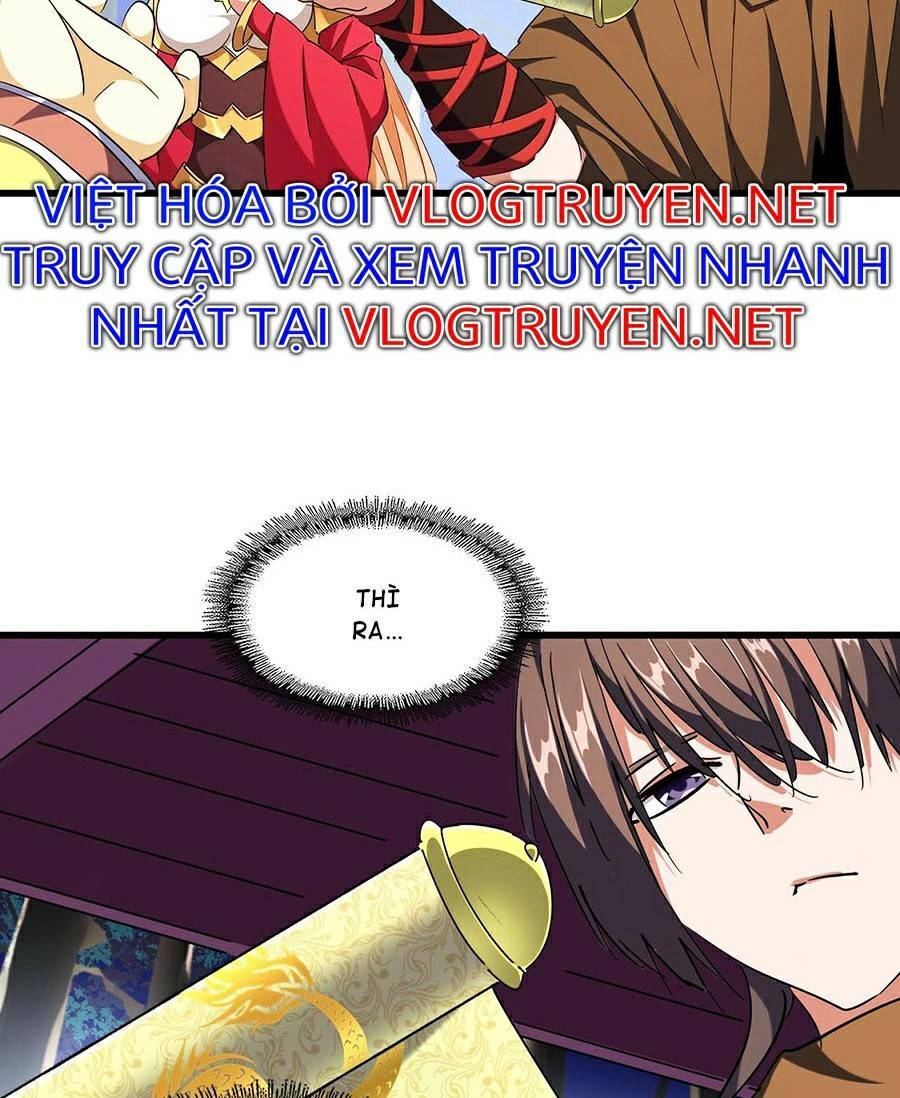 VIỆT HÓA BỞI VLOGTRUYEN.NET
TRUY CẬP VÀ XEM TRUYỆN NHANH
NHẤT TẠI VLOGTRUYEN.NET
THÌ
RA...